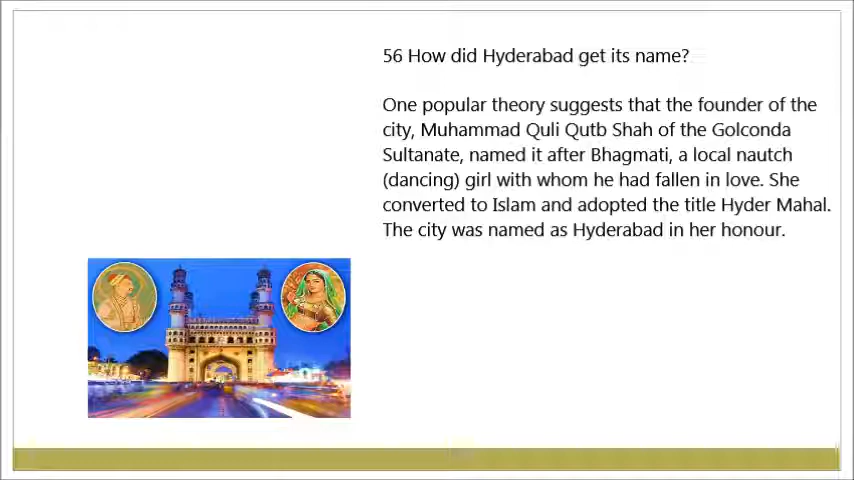 56 How did Hyderabad get its name?
One popular theory suggests that the founder of the
city, Muhammad Quli Qutb Shah of the Golconda
Sultanate, named it after Bhagmati, a local nautch
(dancing) girl with whom he had fallen in love. She
converted to Islam and adopted the title Hyder Mahal.
The city was named as Hyderabad in her honour.